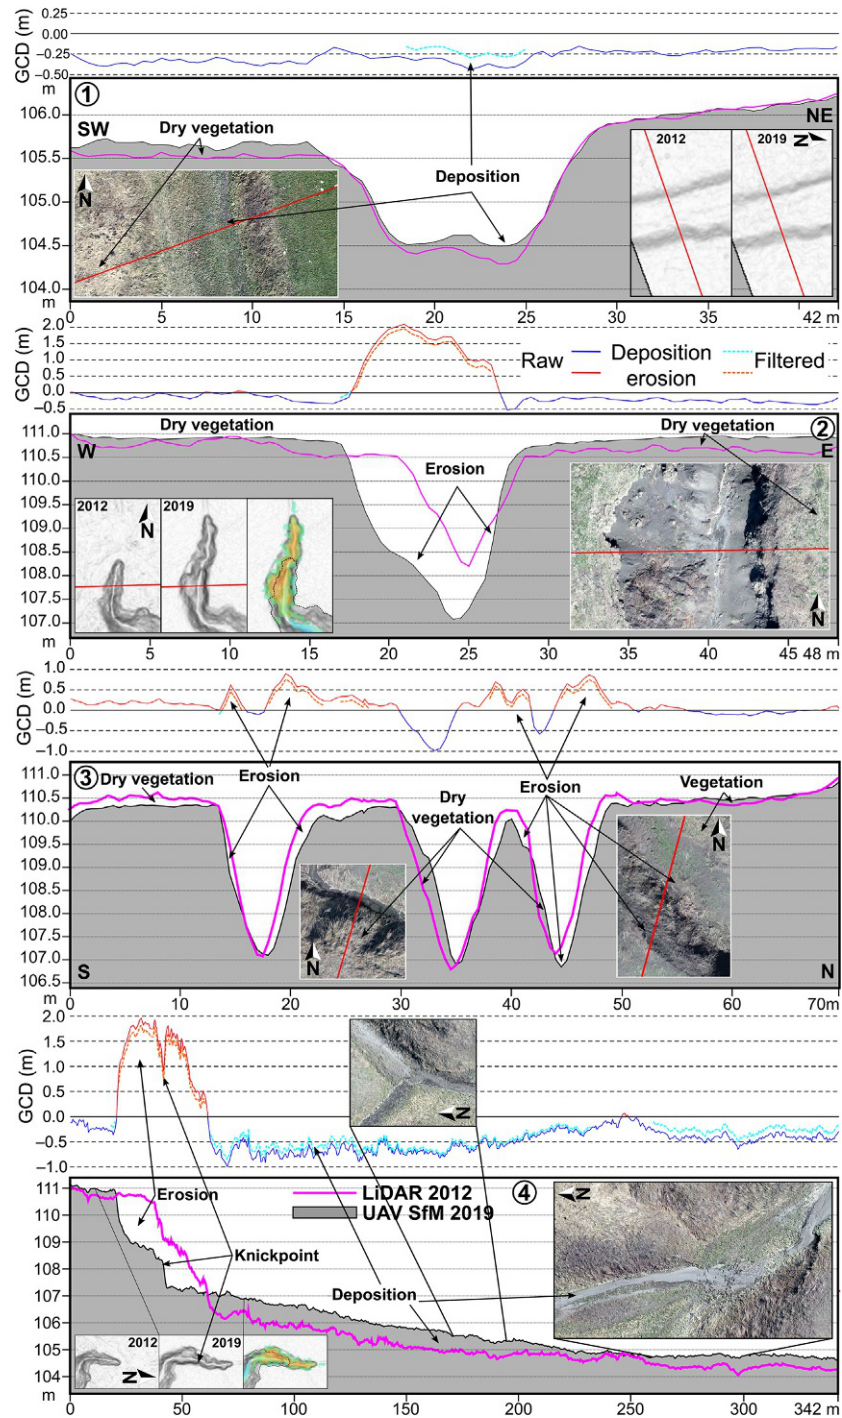 GCD (m)
0.25
0.00
−0.25
−0.50
m
1
106.0
105.5
105.0
104.5
104.0
m
SW
NE
Dry vegetation
Deposition
N
2012
2019
N
0 5 10 15 20 25 30 35 42 m
GCD (m)
2.0
1.5
1.0
0.5
0.0
−0.5
Raw Deposition Filtered
erosion
111.0
110.5
109.0
109.0
108.5
108.0
107.5
107.0
m
W
Dry vegetation
Erosion
Dry vegetation
2
E
2012
N
2019
N
0 5 10 15 20 25 30 35 40 45 48 m
GCD (m)
1.0
0.5
0.0
−0.5
−1.0
111.0
110.5
110.0
109.0
109.0
108.5
108.0
107.0
107.0
106.5
m
3
Dry vegetation
Erosion
Dry
vegetation
Erosion
Vegetation
N
N
N
S
N
0 10 20 30 40 50 60 70m
GCD (m)
2.0
1.5
1.0
0.5
0.0
−0.5
−1.0
N
111
110
109
108
107
106
105
104
m
Erosion
LiDAR 2012
UAV SfM 2019
4
Knickpoint
Deposition
N
2012
N
2019
0 50 100 150 200 250 300 342 m